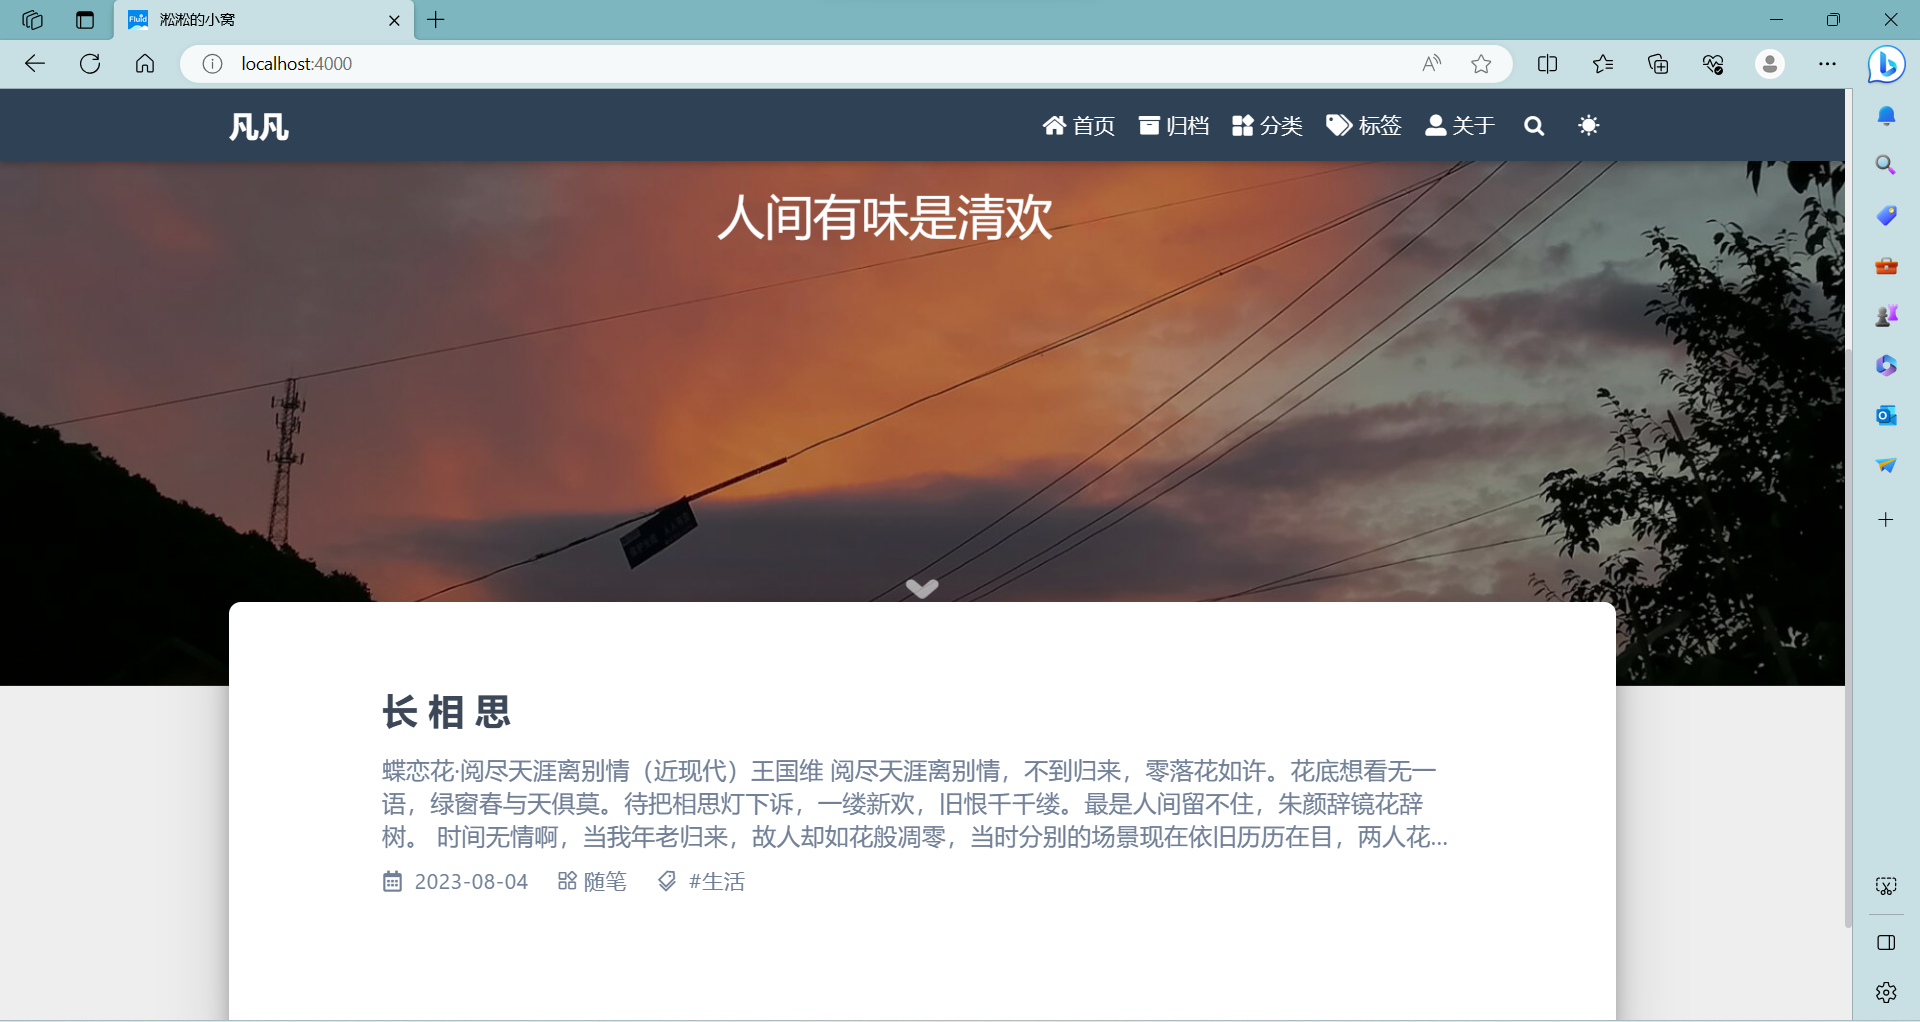 Fluid 淞淞的小窝
localhost:4000
凡凡
首页 归档 分类 标签 关于
人间有味是清欢
长 相 思
蝶恋花·阅尽天涯离别情（近现代）王国维 阅尽天涯离别情，不到归来，零落花如许。花底想看无一
语，绿窗春与天俱莫。待把相思灯下诉，一缕新欢，旧恨千千缕。最是人间留不住，朱颜辞镜花辞
树。 时间无情啊，当我年老归来，故人却如花般凋零，当时分别的场景现在依旧历历在目，两人花...
2023-08-04 随笔 #生活